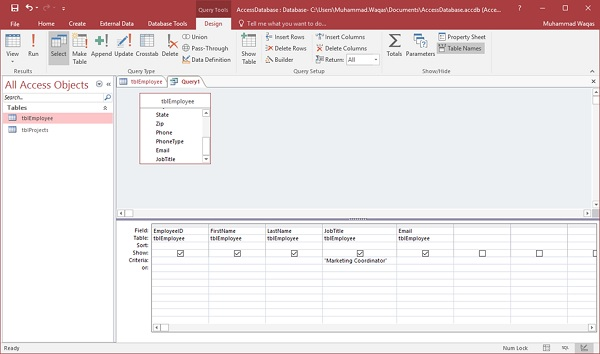 Query Tools
AccessDatabase : Database- C:\Users\Muhammad.Waqas\Documents\AccessDatabase.accdb (Acce...
File Home Create External Data Database Tools Design Tell me what you want to do... Muhammad Waqas
View Run Select Make Table Append Update Crosstab Delete
Union
Pass-Through
Data Definition
Show Table
Insert Rows
Delete Rows
Builder
Insert Columns
Delete Columns
Return: All
Totals Parameters
Property Sheet
Table Names
Results Query Type Query Setup Show/Hide
All Access Objects
Search...
Tables
tblEmployee
tblProjects
tblEmployee Query1
tblEmployee
State
Zip
Phone
PhoneType
Email
JobTitle
Field: EmployeeID FirstName LastName JobTitle Email
Table: tblEmployee tblEmployee tblEmployee tblEmployee tblEmployee
Sort:
Show:
Criteria: "Marketing Coordinator"
or:
Ready Num Lock SQL